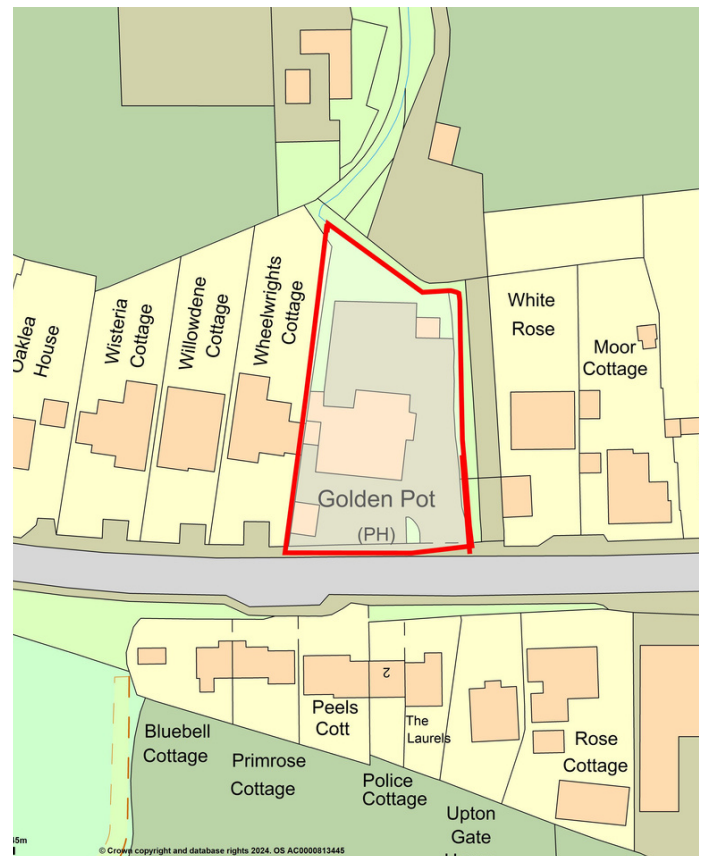 Oaklea
House
Wisteria
Cottage
Willowdene
Cottage
Wheelwrights
Cottage
White
Rose
Moor
Cottage
Golden Pot
(PH)
2
Peels
Cott
The
Laurels
Bluebell
Cottage
Primrose
Cottage
Police
Cottage
Rose
Cottage
Upton
Gate
© Crown copyright and database rights 2024. OS AC0000813445